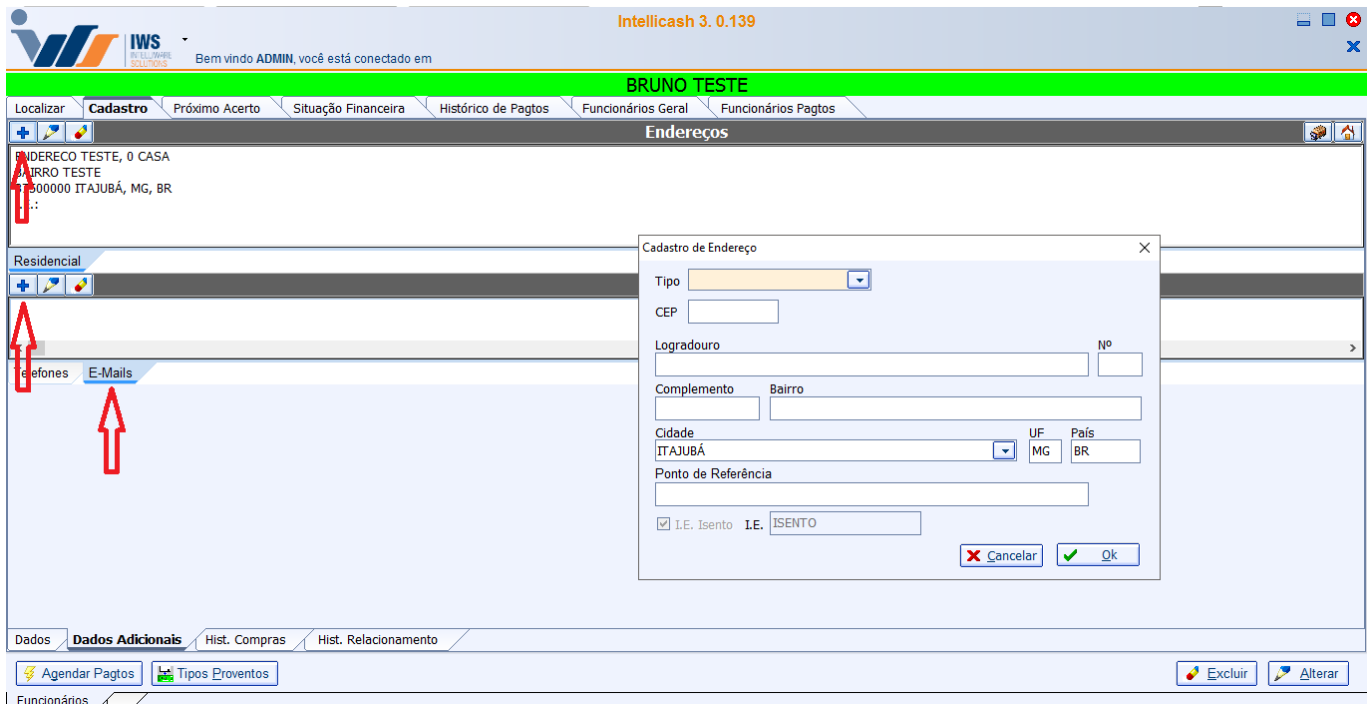 Intellicash 3. 0.139
IWS
INTELLIWARE
SOLUTIONS
Bem vindo ADMIN, você está conectado em
BRUNO TESTE
Localizar Cadastro Próximo Acerto Situação Financeira Histórico de Pagtos Funcionários Geral Funcionários Pagtos
Endereços
ENDERECO TESTE, 0 CASA
BAIRRO TESTE
37500000 ITAJUBÁ, MG, BR
I.E.:
Residencial
Telefones E-Mails
Cadastro de Endereço
Tipo
CEP
Logradouro Nº
Complemento Bairro
Cidade UF País
ITAJUBÁ MG BR
Ponto de Referência
I.E. Isento I.E. ISENTO
Cancelar Ok
Dados Dados Adicionais Hist. Compras Hist. Relacionamento
Agendar Pagtos Tipos Proventos Excluir Alterar
Funcionários